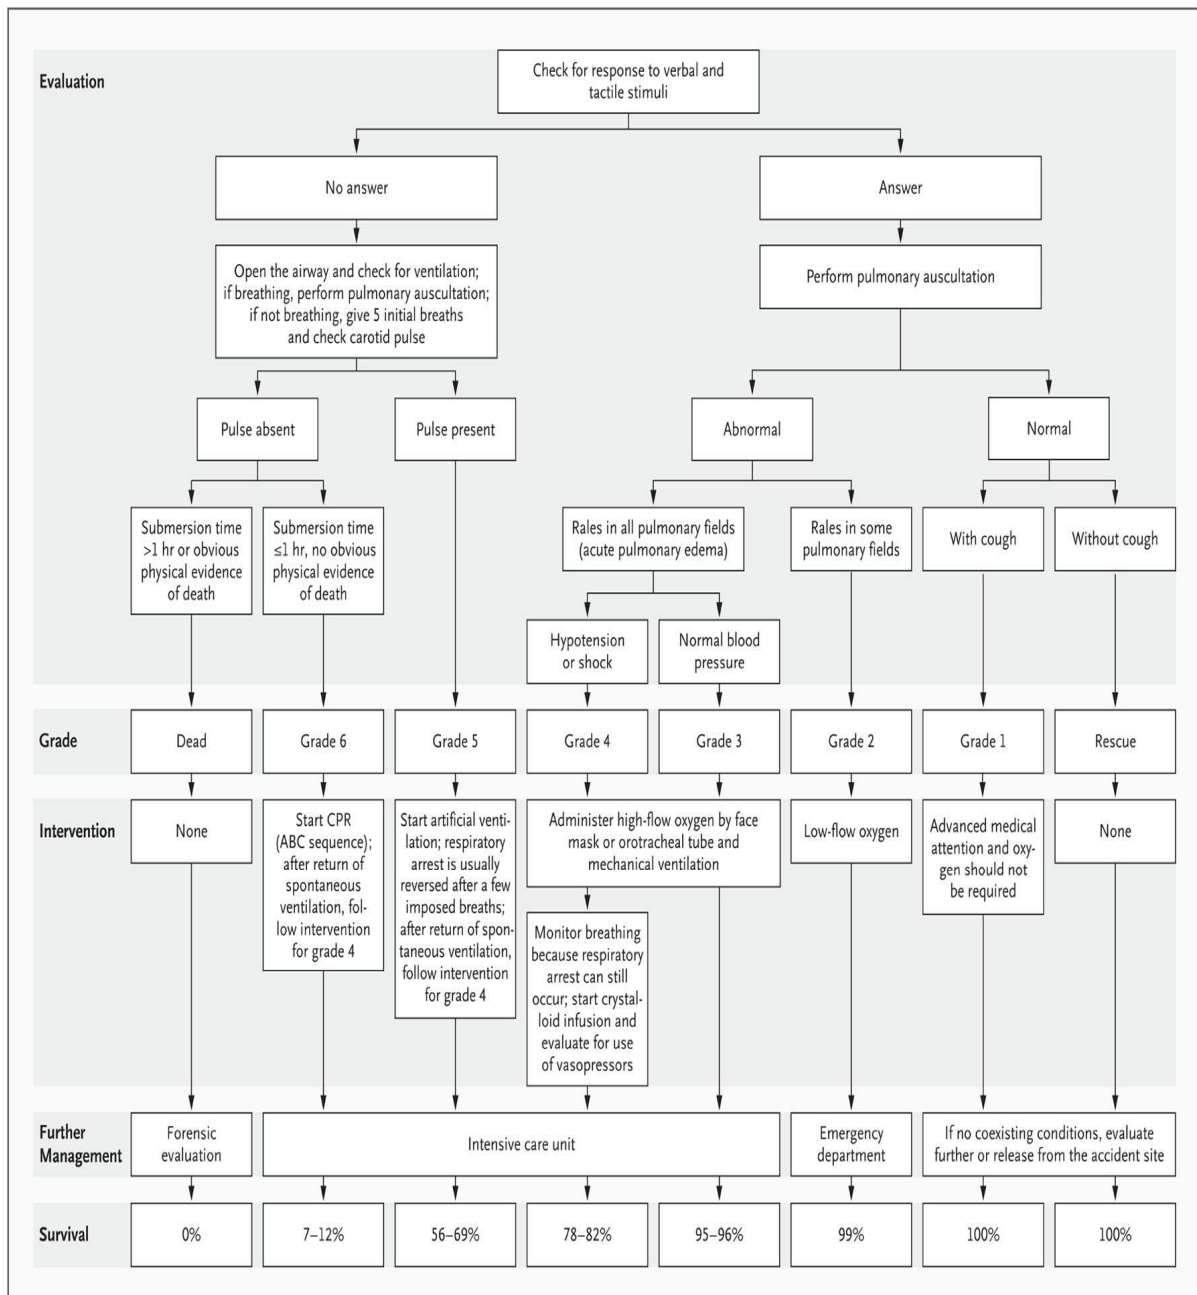 Evaluation
Check for response to verbal and
tactile stimuli
No answer
Answer
Open the airway and check for ventilation;
if breathing, perform pulmonary auscultation;
if not breathing, give 5 initial breaths
and check carotid pulse
Perform pulmonary auscultation
Pulse absent
Pulse present
Abnormal
Normal
Submersion time
>1 hr or obvious
physical evidence
of death
Submersion time
≤1 hr, no obvious
physical evidence
of death
Rales in all pulmonary fields
(acute pulmonary edema)
Rales in some
pulmonary fields
With cough
Without cough
Hypotension
or shock
Normal blood
pressure
Grade
Dead
Grade 6
Grade 5
Grade 4
Grade 3
Grade 2
Grade 1
Rescue
Intervention
None
Start CPR
(ABC sequence);
after return of
spontaneous
ventilation, fol-
low intervention
for grade 4
Start artificial venti-
lation; respiratory
arrest is usually
reversed after a few
imposed breaths;
after return of spon-
taneous ventilation,
follow intervention
for grade 4
Administer high-flow oxygen by face
mask or orotracheal tube and
mechanical ventilation
Monitor breathing
because respiratory
arrest can still
occur; start crystal-
loid infusion and
evaluate for use
of vasopressors
Low-flow oxygen
Advanced medical
attention and oxy-
gen should not
be required
None
Further
Management
Forensic
evaluation
Intensive care unit
Emergency
department
If no coexisting conditions, evaluate
further or release from the accident site
Survival
0%
7–12%
56–69%
78–82%
95–96%
99%
100%
100%